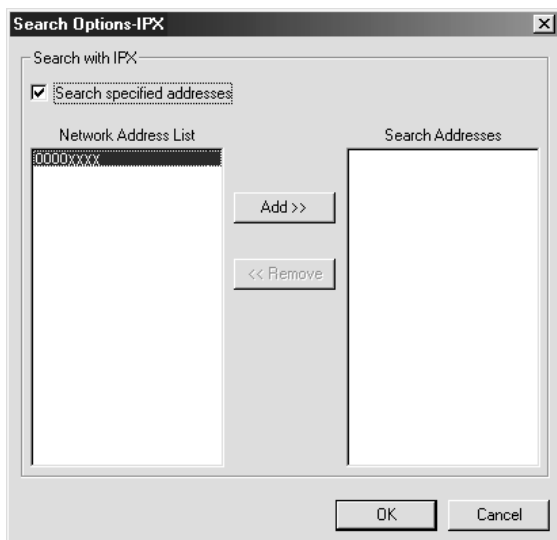 Search Options-IPX
Search with IPX
Search specified addresses
Network Address List
Search Addresses
0000xxxx
Add >>
<< Remove
OK
Cancel